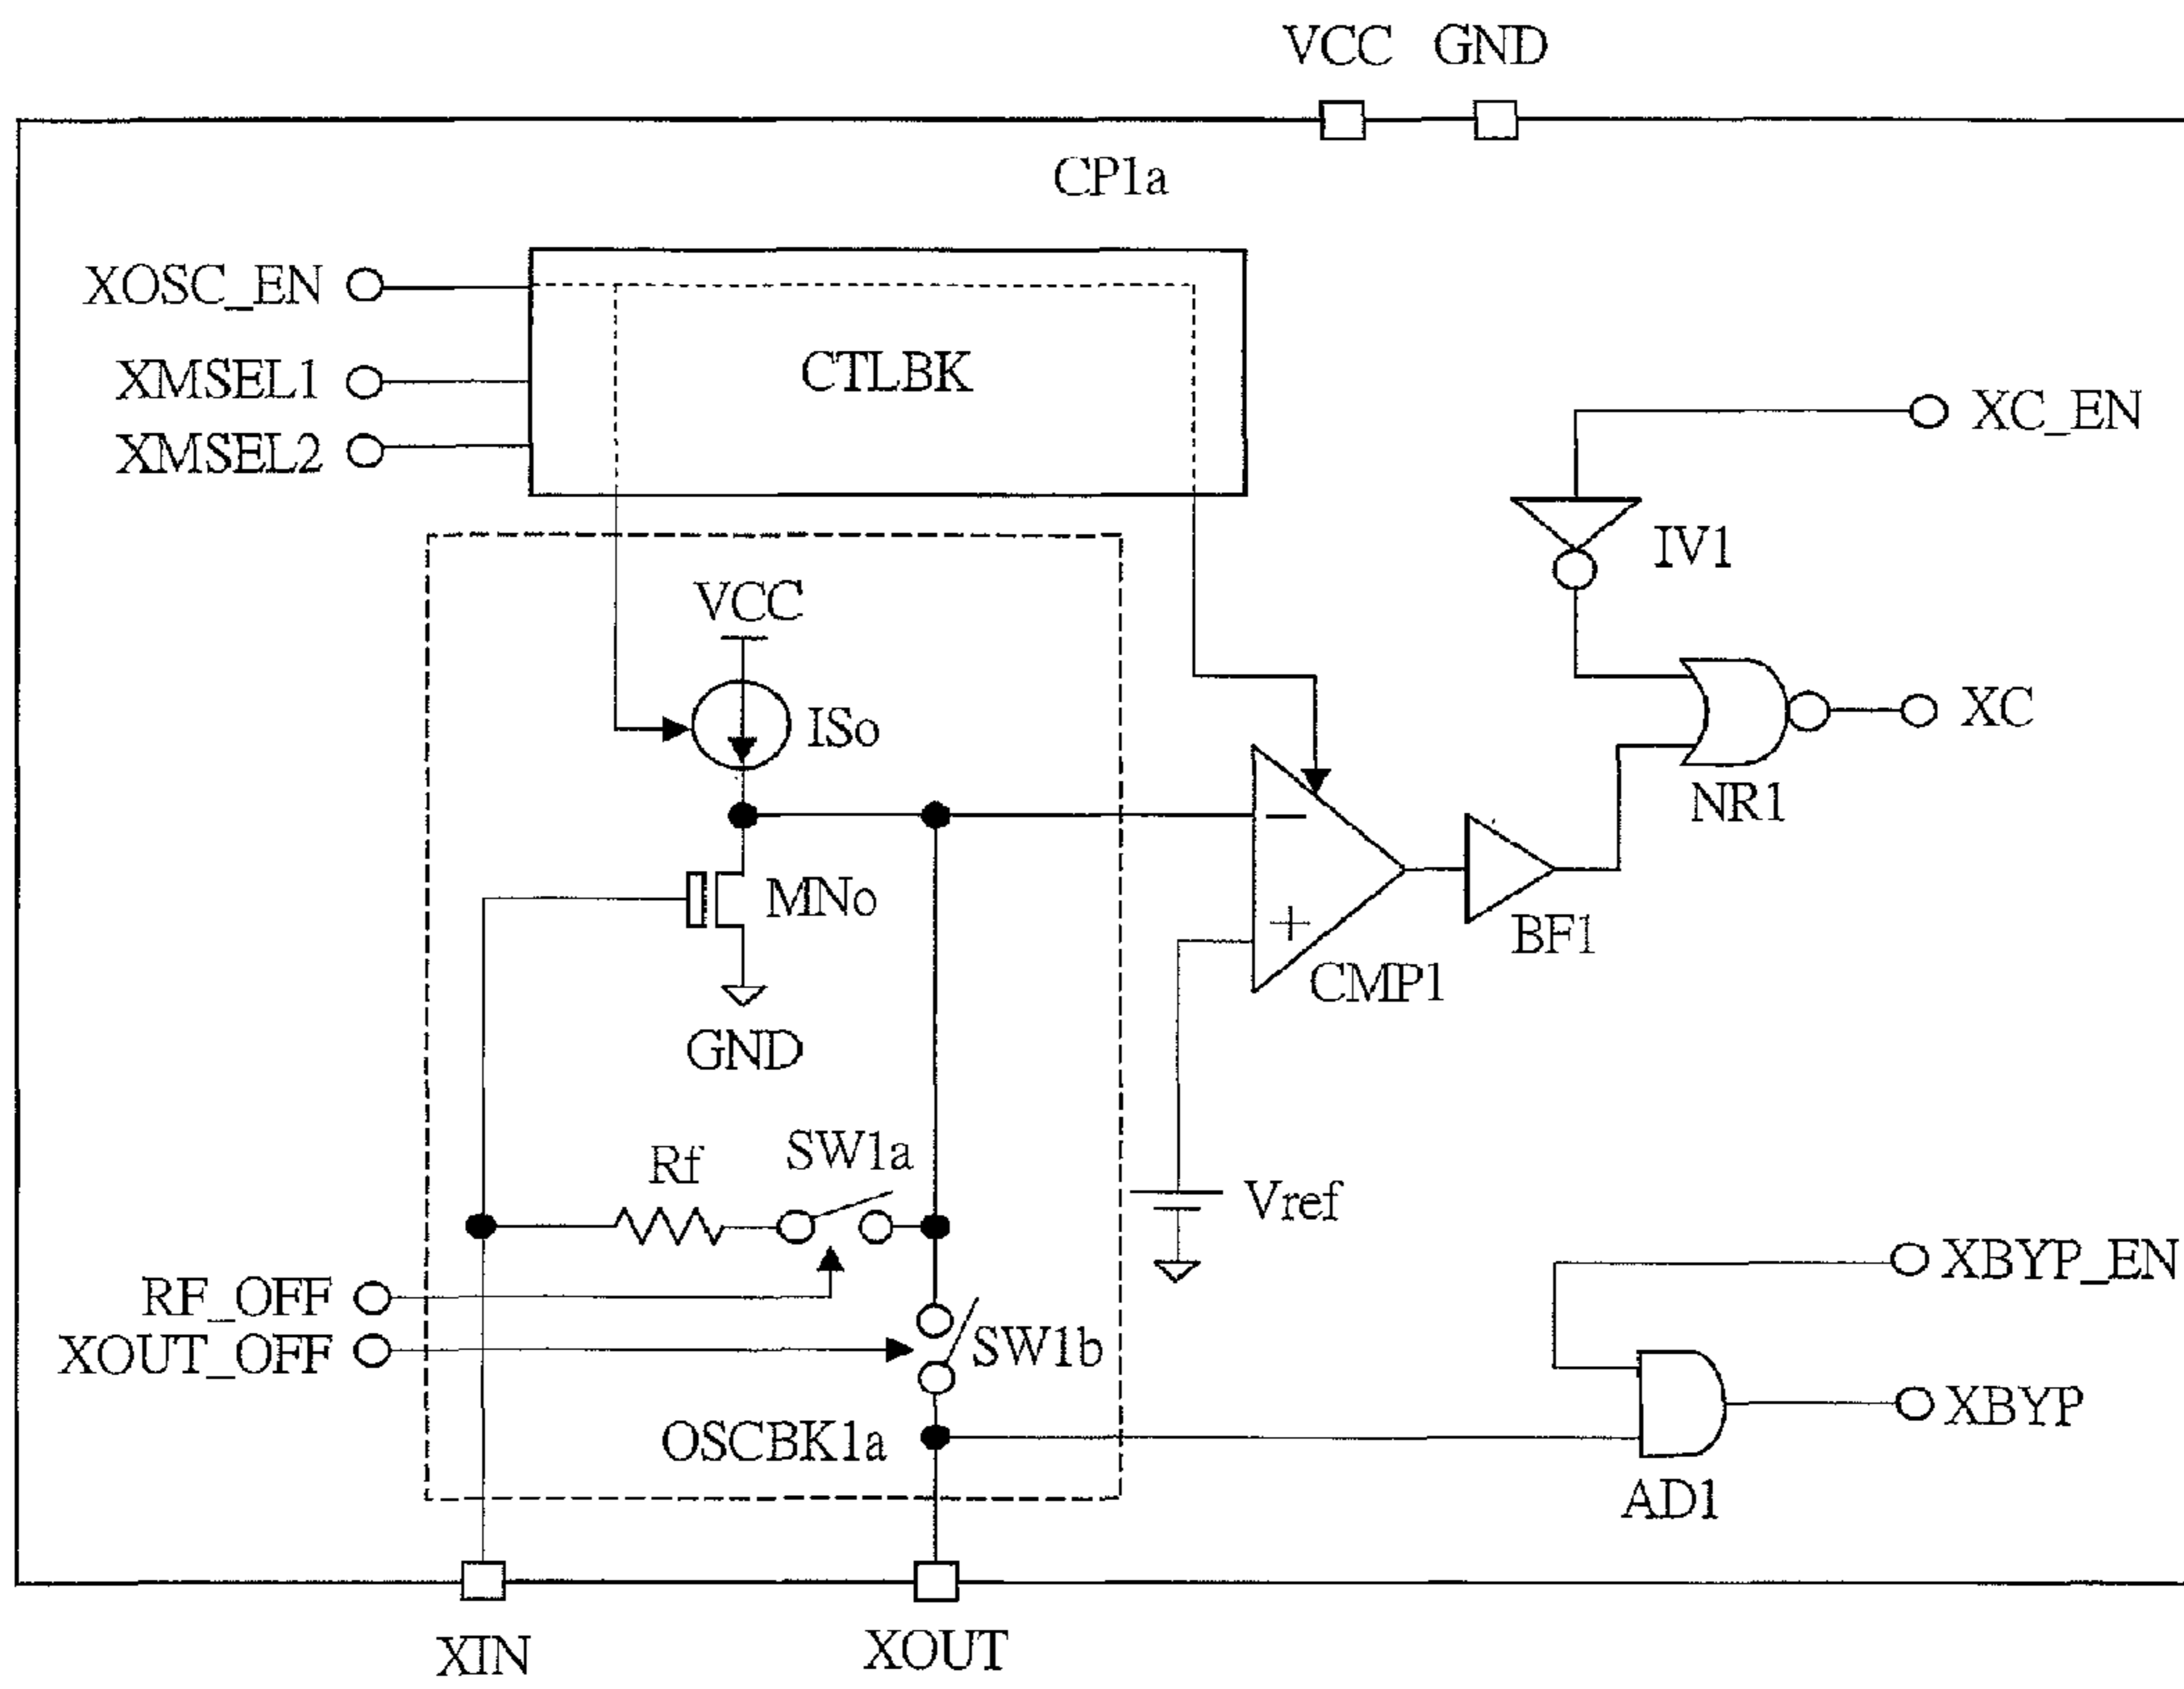 VCC GND
CP1a
XOSC_EN
XMSEL1
CTLBK
XMSEL2
XC_EN
IV1
VCC
ISo
XC
NR1
−
MNo
+
BF1
CMP1
GND
SW1a
Rf
Vref
XBYP_EN
RF_OFF
XOUT_OFF
SW1b
XBYP
OSCBK1a
AD1
XIN
XOUT